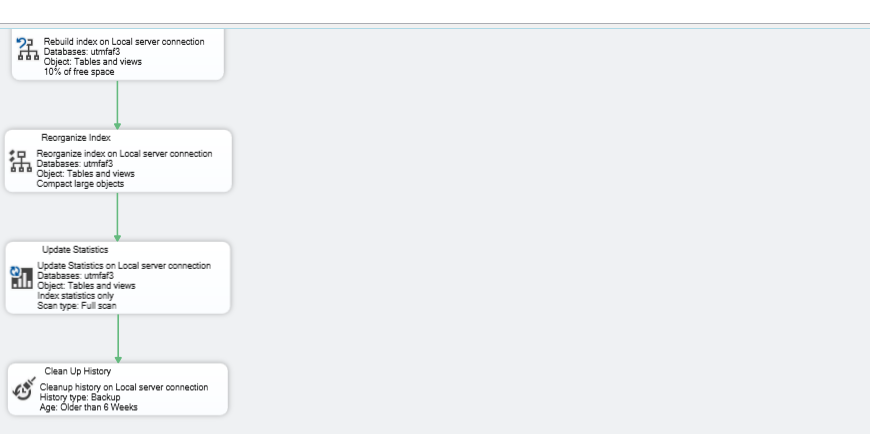 Rebuild index on Local server connection
Databases: utmfaf3
Object: Tables and views
10% of free space
Reorganize Index
Reorganize index on Local server connection
Databases: utmfaf3
Object: Tables and views
Compact large objects
Update Statistics
Update Statistics on Local server connection
Databases: utmfaf3
Object: Tables and views
Index statistics only
Scan type: Full scan
Clean Up History
Cleanup history on Local server connection
History type: Backup
Age: Older than 6 Weeks